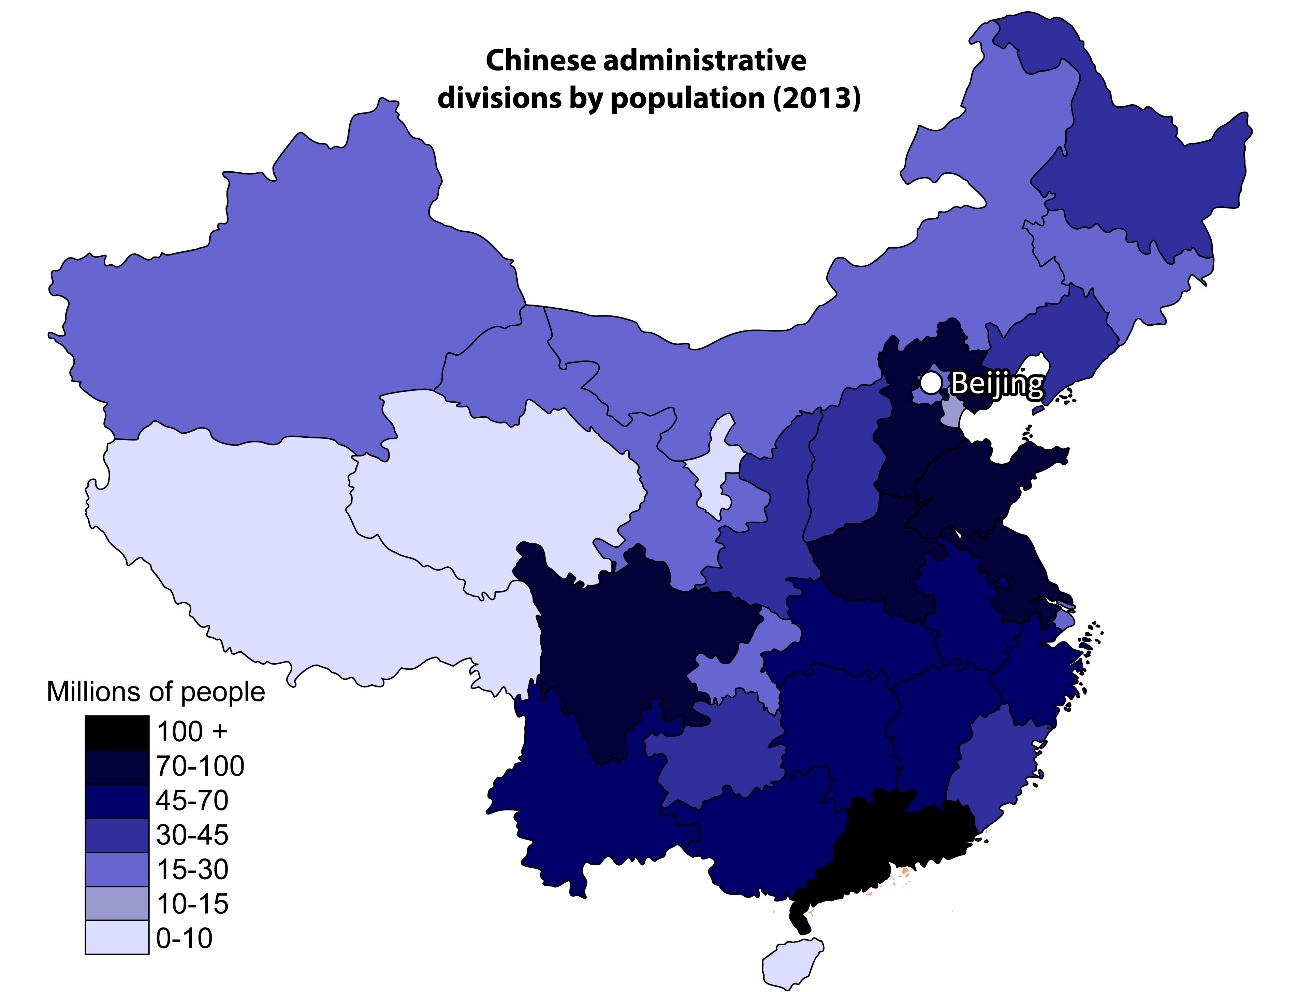 Chinese administrative
divisions by population (2013)
Beijing
Millions of people
100 +
70-100
45-70
30-45
15-30
10-15
0-10